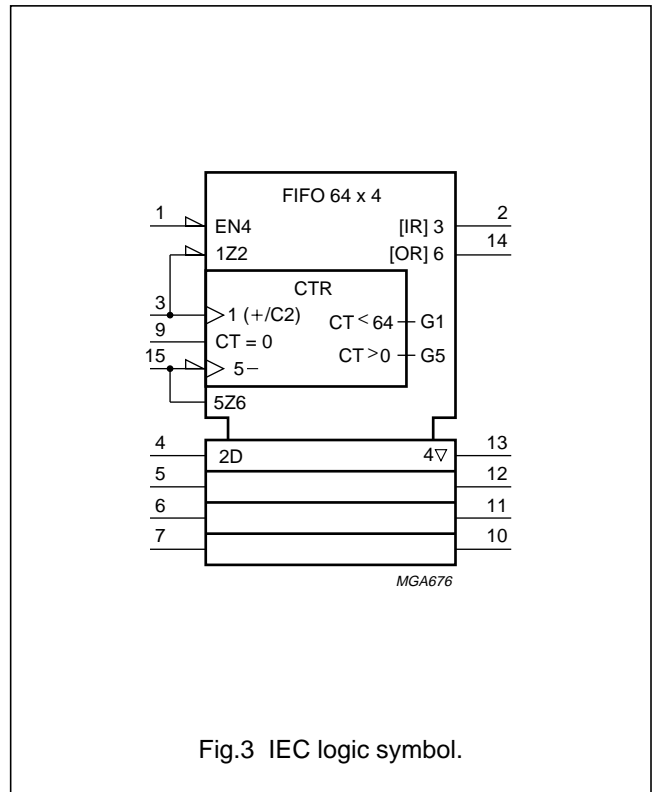 FIFO 64 x 4
1 EN4 [IR] 3 2
1Z2 [OR] 6 14
CTR
3 1 (+/C2) CT < 64 G1
9 CT = 0 CT > 0 G5
15 5 –
5Z6
4 2D 4▽ 13
5 12
6 11
7 10
MGA676
Fig.3 IEC logic symbol.